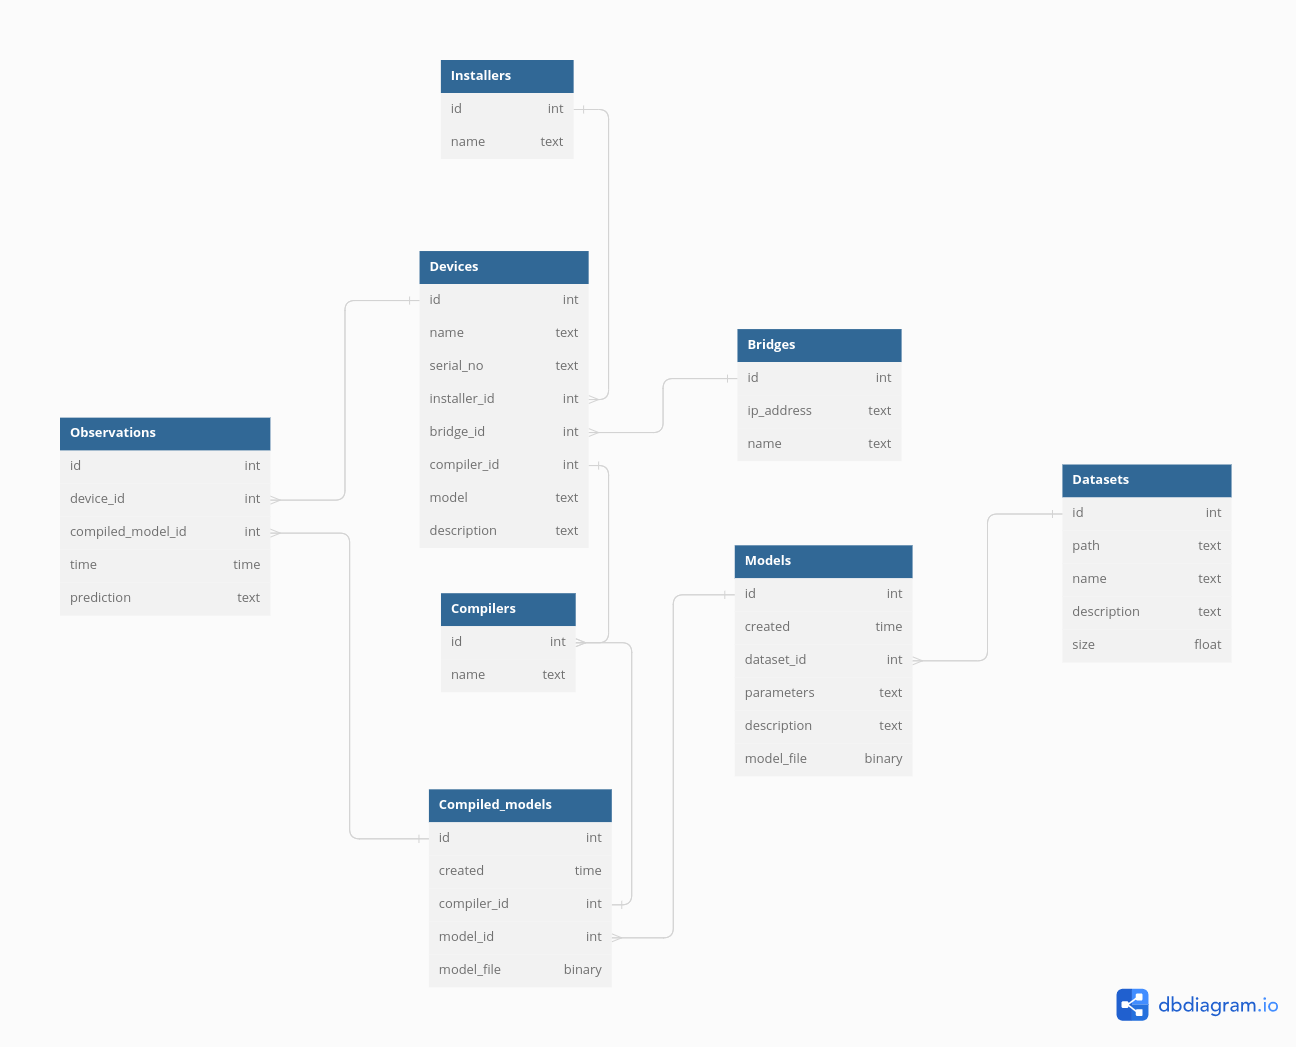 Installers
id int
name text
Devices
id int
name text
serial_no text
installer_id int
bridge_id int
compiler_id int
model text
description text
Bridges
id int
ip_address text
name text
Observations
id int
device_id int
compiled_model_id int
time time
prediction text
Datasets
id int
path text
name text
description text
size float
Models
id int
created time
dataset_id int
parameters text
description text
model_file binary
Compilers
id int
name text
Compiled_models
id int
created time
compiler_id int
model_id int
model_file binary
dbdiagram.io